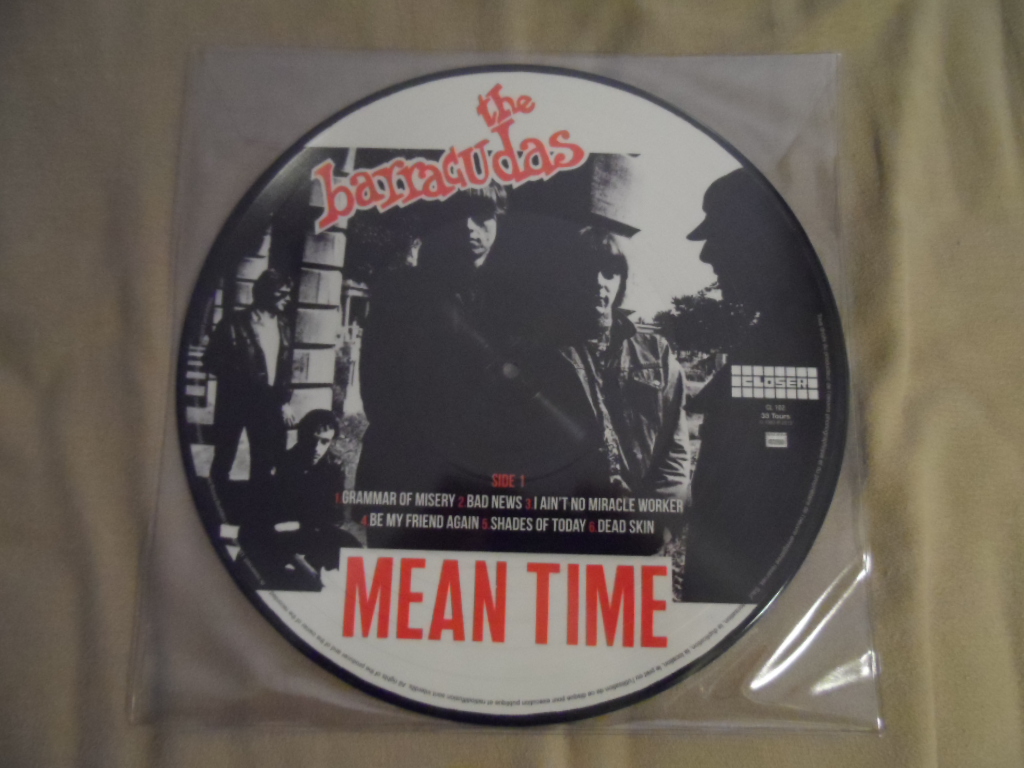 the
barracudas
CLOSER
30 Tours
SIDE 1
1. GRAMMAR OF MISERY 2. BAD NEWS 3. I AIN'T NO MIRACLE WORKER
4. BE MY FRIEND AGAIN 5. SHADES OF TODAY 6. DEAD SKIN
MEAN TIME